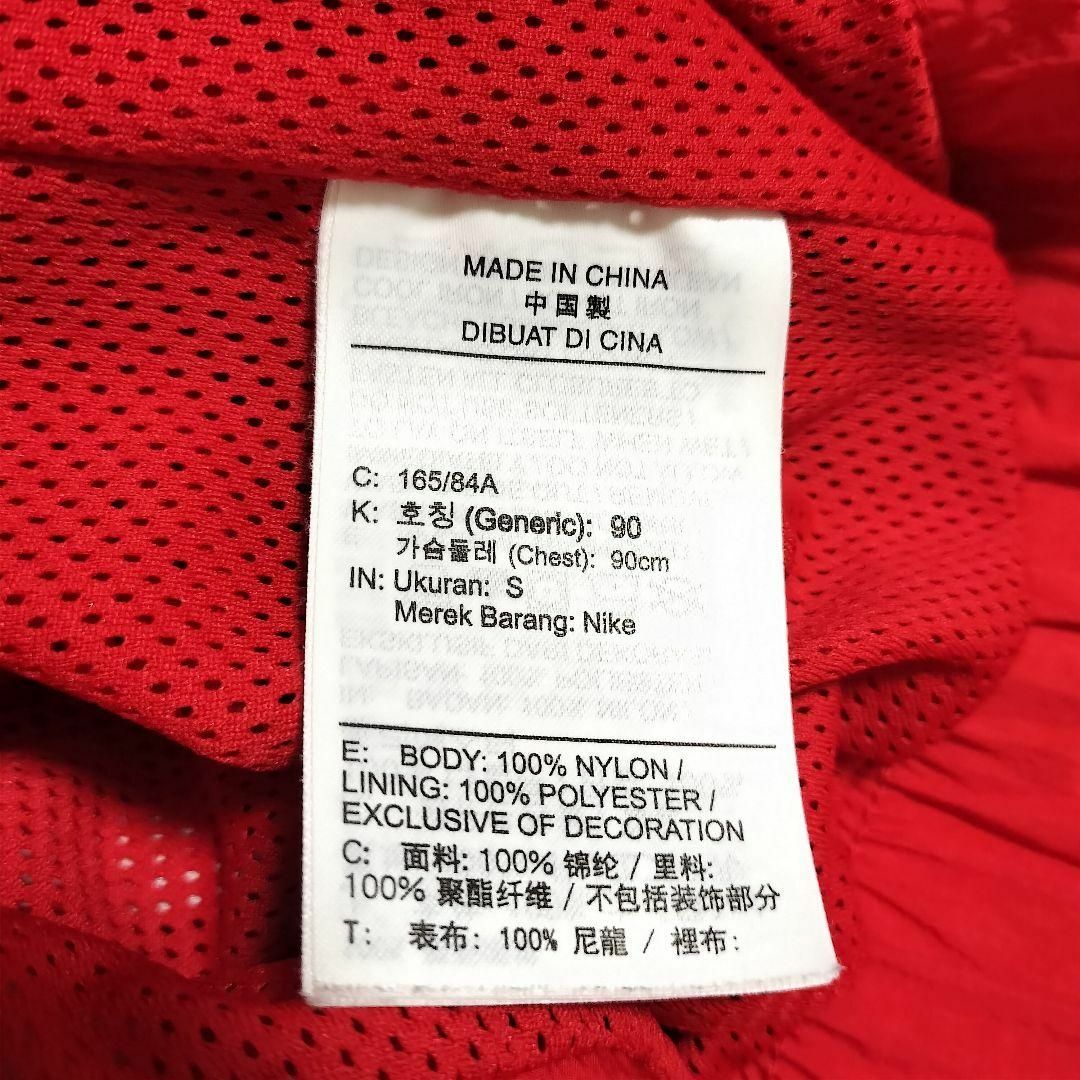 MADE IN CHINA
中国製
DIBUAT DI CINA
C: 165/84A
K: 호칭 (Generic): 90
가슴둘레 (Chest): 90cm
IN: Ukuran: S
Merek Barang: Nike
E: BODY: 100% NYLON /
LINING: 100% POLYESTER /
EXCLUSIVE OF DECORATION
C: 面料: 100% 锦纶 / 里料:
100% 聚酯纤维 / 不包括装饰部分
T: 表布: 100% 尼龍 / 裡布: